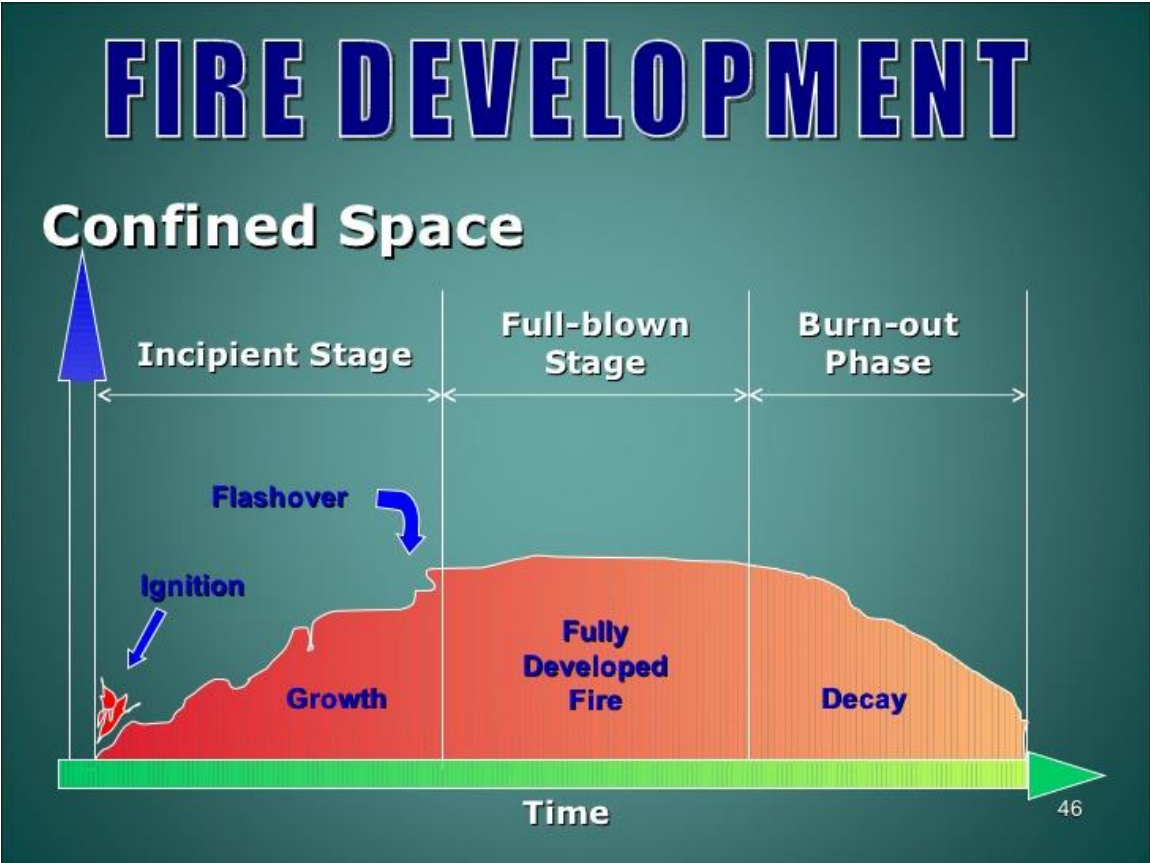 FIRE DEVELOPMENT
Confined Space
Incipient Stage
Full-blown
Stage
Burn-out
Phase
Flashover
Ignition
Growth
Fully
Developed
Fire
Decay
Time
46